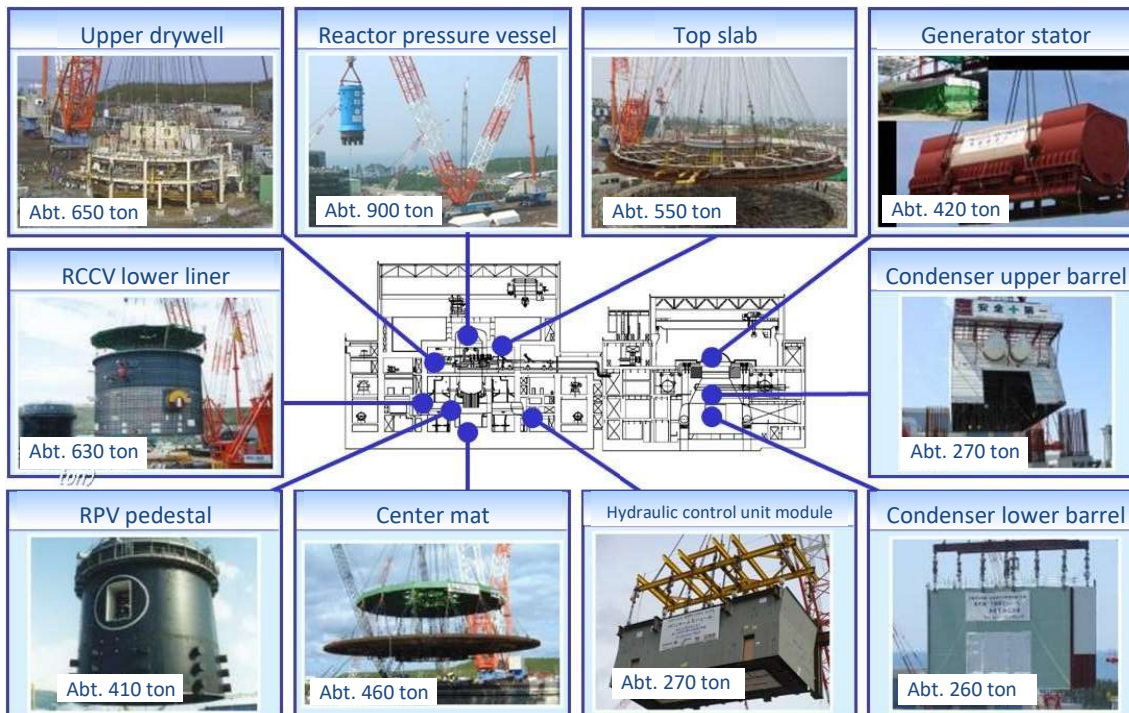 Upper drywell
Reactor pressure vessel
Top slab
Generator stator
Abt. 650 ton
Abt. 900 ton
Abt. 550 ton
Abt. 420 ton
RCCV lower liner
Condenser upper barrel
安全十第一
Abt. 630 ton
ton)
Abt. 270 ton
RPV pedestal
Center mat
Hydraulic control unit module
Condenser lower barrel
Abt. 410 ton
Abt. 460 ton
Abt. 270 ton
Abt. 260 ton